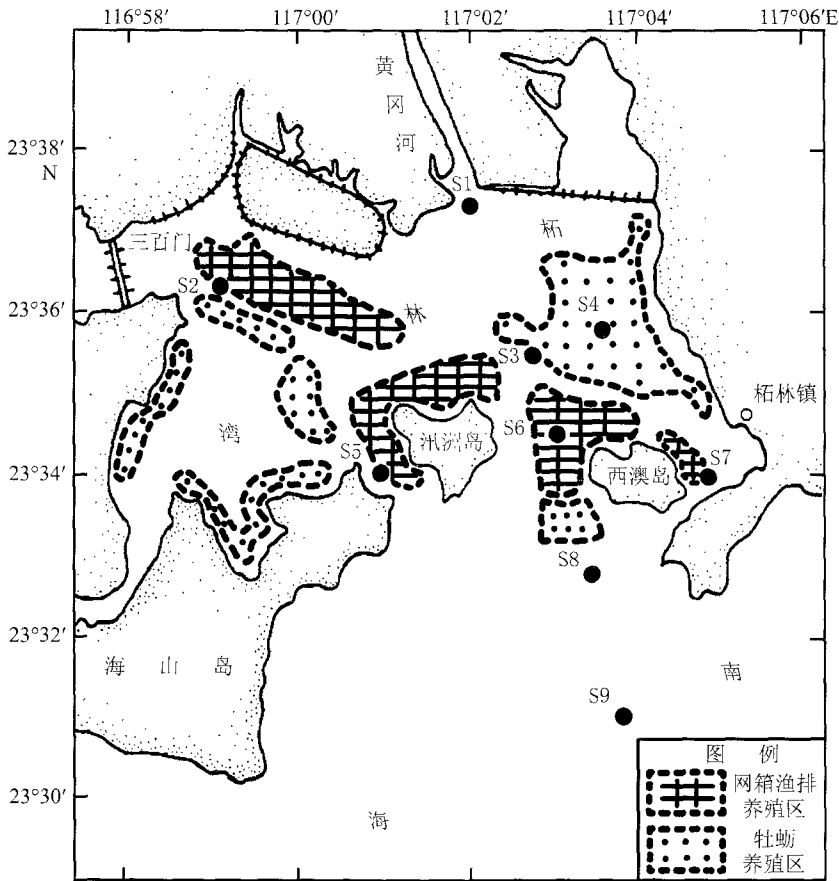 116°58′ 117°00′ 117°02′ 117°04′ 117°06′E
23°38′
N
23°36′
23°34′
23°32′
23°30′
黄
冈
河
S1
三百门
S2
柘
林
湾
S4
S3
柘林镇
S5
汛洲岛
S6
西澳岛
S7
S8
海 山 岛
南
S9
海
图 例
网箱渔排
养殖区
牡蛎
养殖区